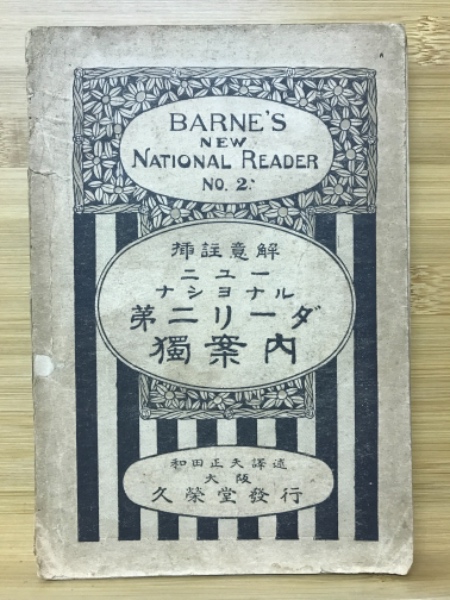 BARNE'S
NEW
NATIONAL READER
NO. 2.
挿註意解
ニユー
ナシヨナル
第二リーダ
獨案内
和田正天譯述
大阪
久榮堂發行